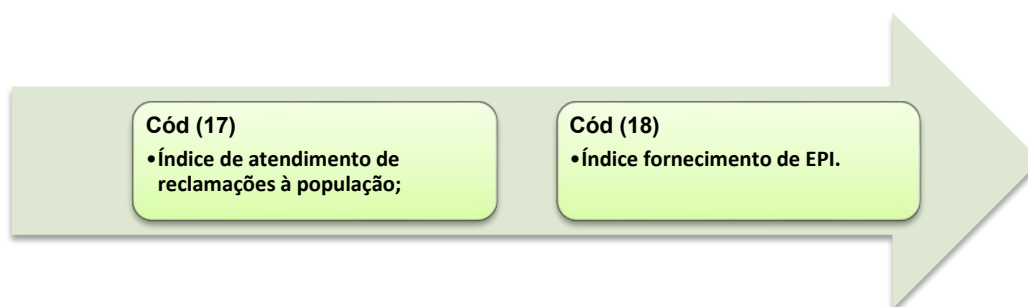 Cód (17)
•Índice de atendimento de
reclamações à população;
Cód (18)
•Índice fornecimento de EPI.